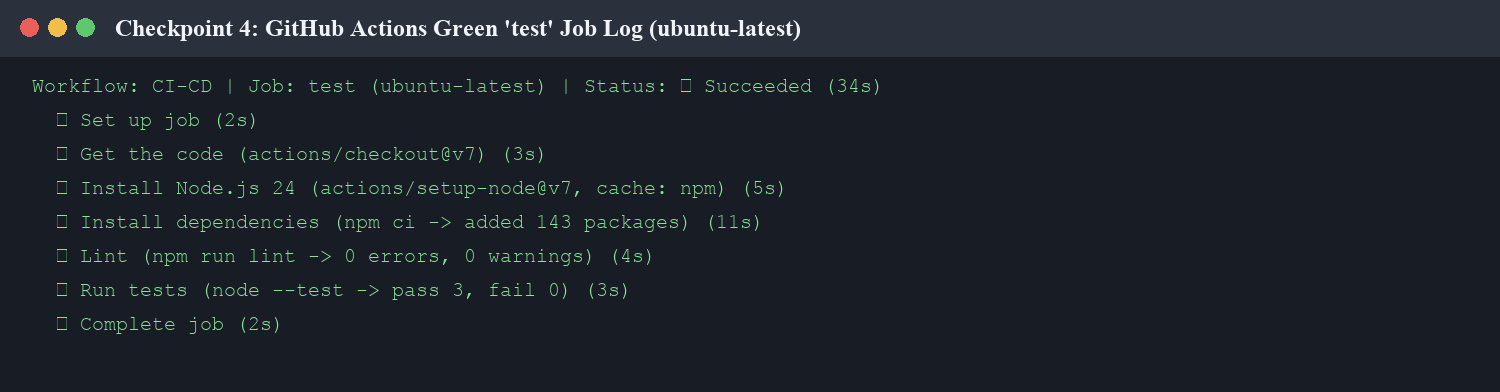 Checkpoint 4: GitHub Actions Green 'test' Job Log (ubuntu-latest)
Workflow: CI-CD | Job: test (ubuntu-latest) | Status: □ Succeeded (34s)
□ Set up job (2s)
□ Get the code (actions/checkout@v7) (3s)
□ Install Node.js 24 (actions/setup-node@v7, cache: npm) (5s)
□ Install dependencies (npm ci -> added 143 packages) (11s)
□ Lint (npm run lint -> 0 errors, 0 warnings) (4s)
□ Run tests (node --test -> pass 3, fail 0) (3s)
□ Complete job (2s)